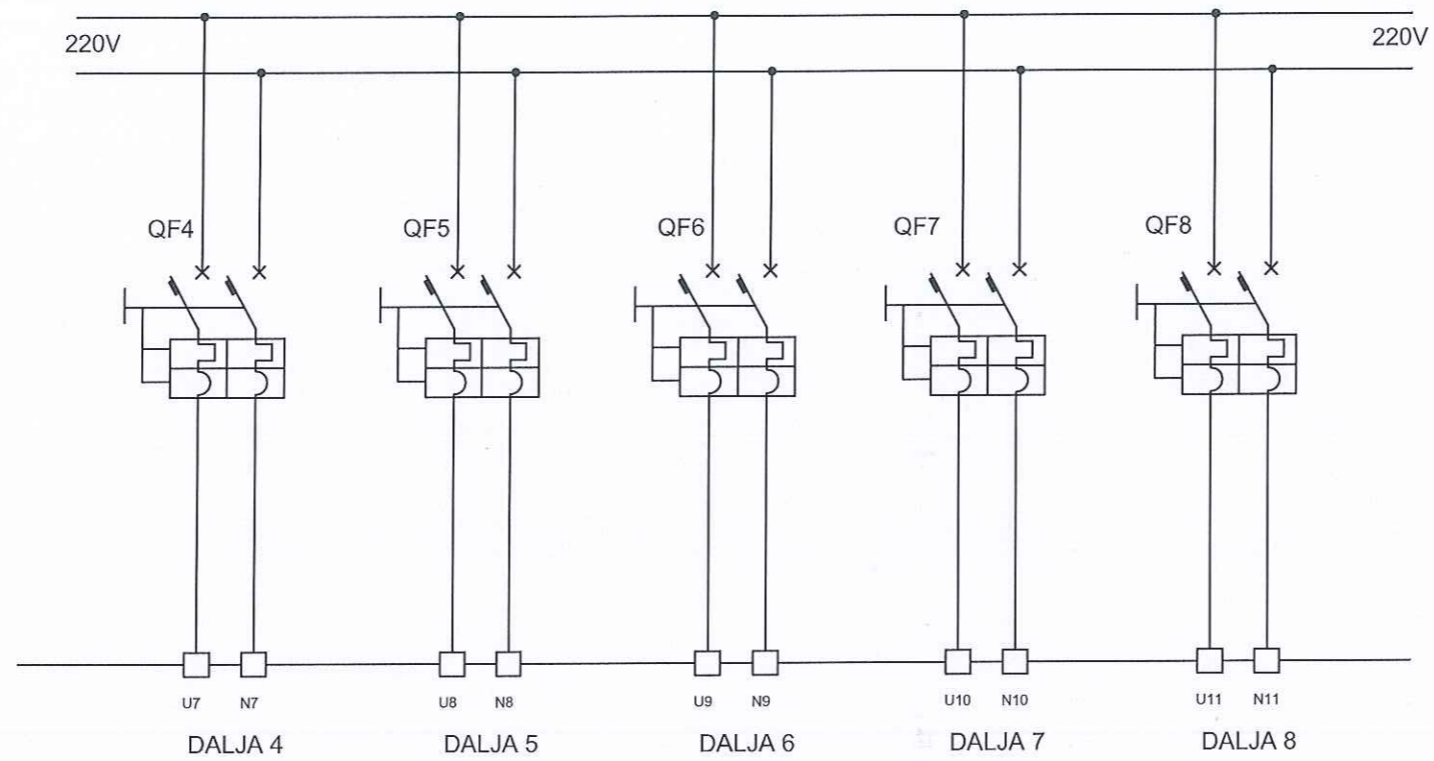 220V 220V
QF4 QF5 QF6 QF7 QF8
U7 N7 U8 N8 U9 N9 U10 N10 U11 N11
DALJA 4 DALJA 5 DALJA 6 DALJA 7 DALJA 8